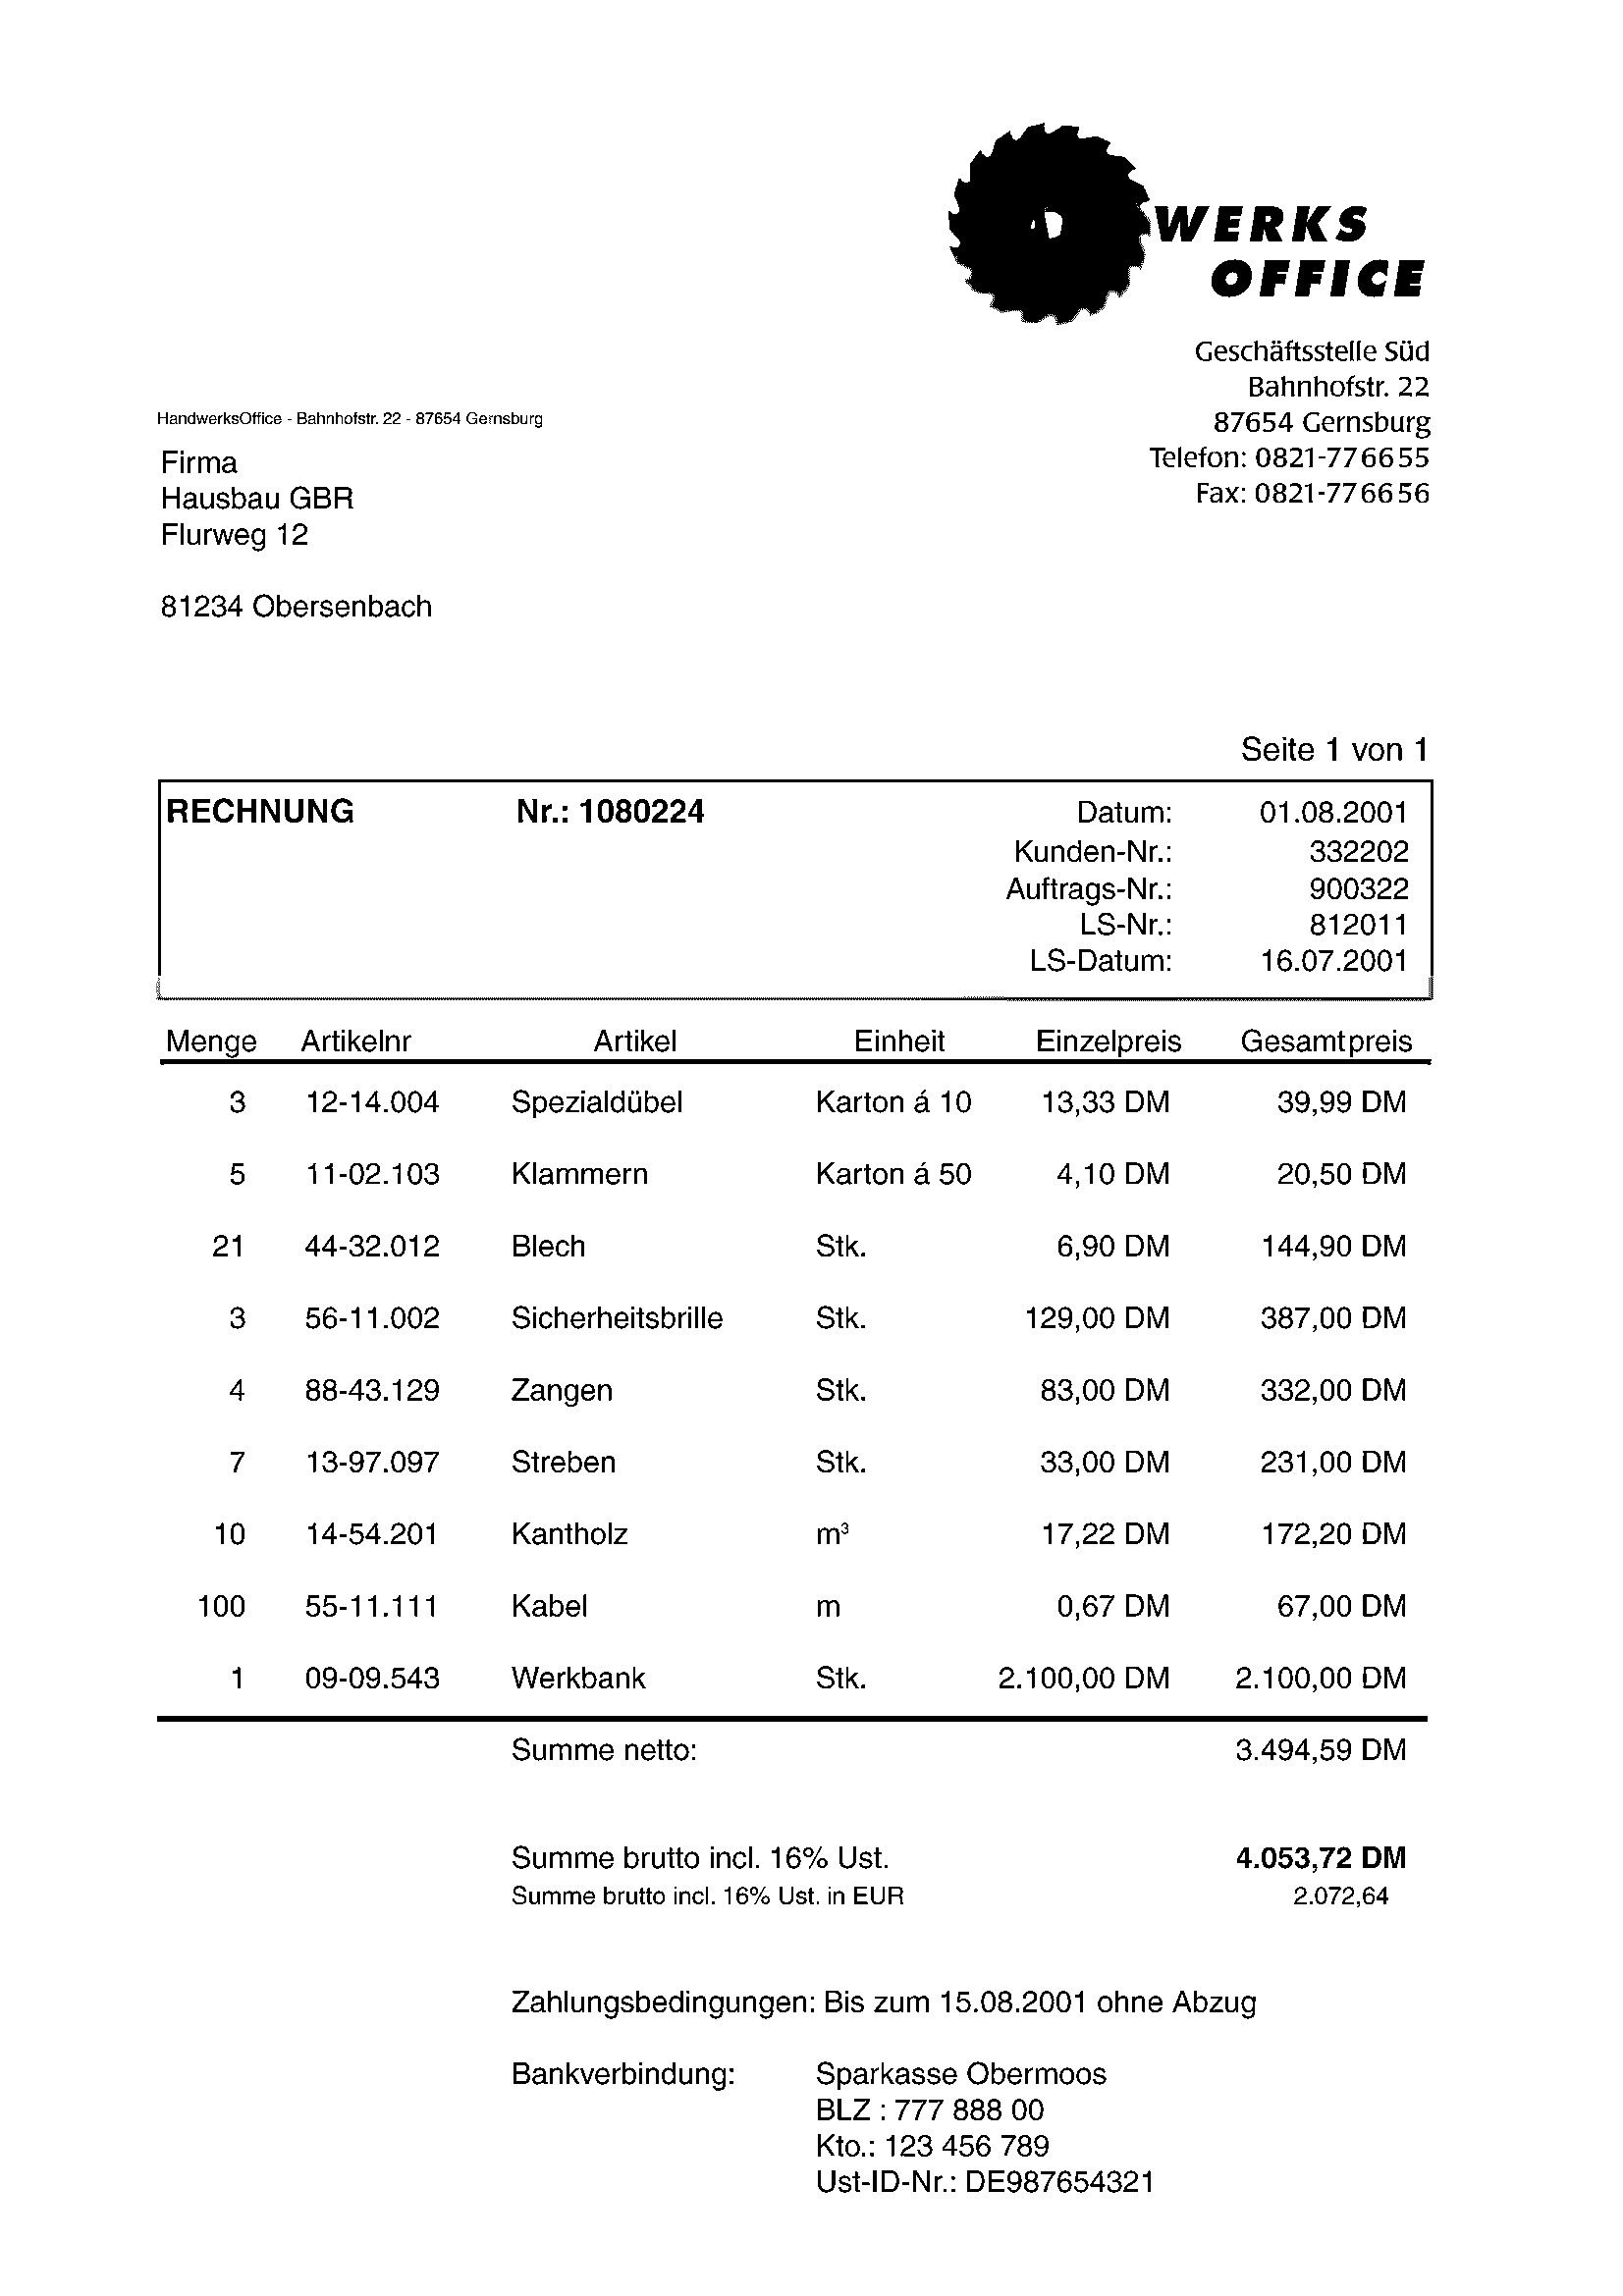 WERKS
OFFICE
Geschäftsstelle Süd
Bahnhofstr. 22
87654 Gernsburg
Telefon: 0821-776655
Fax: 0821-776656
HandwerksOffice - Bahnhofstr. 22 - 87654 Gernsburg
Firma
Hausbau GBR
Flurweg 12
81234 Obersenbach
Seite 1 von 1
RECHNUNG Nr.: 1080224 Datum: 01.08.2001
Kunden-Nr.: 332202
Auftrags-Nr.: 900322
LS-Nr.: 812011
LS-Datum: 16.07.2001
Menge Artikelnr Artikel Einheit Einzelpreis Gesamtpreis
3 12-14.004 Spezialdübel Karton á 10 13,33 DM 39,99 DM
5 11-02.103 Klammern Karton á 50 4,10 DM 20,50 DM
21 44-32.012 Blech Stk. 6,90 DM 144,90 DM
3 56-11.002 Sicherheitsbrille Stk. 129,00 DM 387,00 DM
4 88-43.129 Zangen Stk. 83,00 DM 332,00 DM
7 13-97.097 Streben Stk. 33,00 DM 231,00 DM
10 14-54.201 Kantholz m³ 17,22 DM 172,20 DM
100 55-11.111 Kabel m 0,67 DM 67,00 DM
1 09-09.543 Werkbank Stk. 2.100,00 DM 2.100,00 DM
Summe netto: 3.494,59 DM
Summe brutto incl. 16% Ust. 4.053,72 DM
Summe brutto incl. 16% Ust. in EUR 2.072,64
Zahlungsbedingungen: Bis zum 15.08.2001 ohne Abzug
Bankverbindung: Sparkasse Obermoos
BLZ : 777 888 00
Kto.: 123 456 789
Ust-ID-Nr.: DE987654321